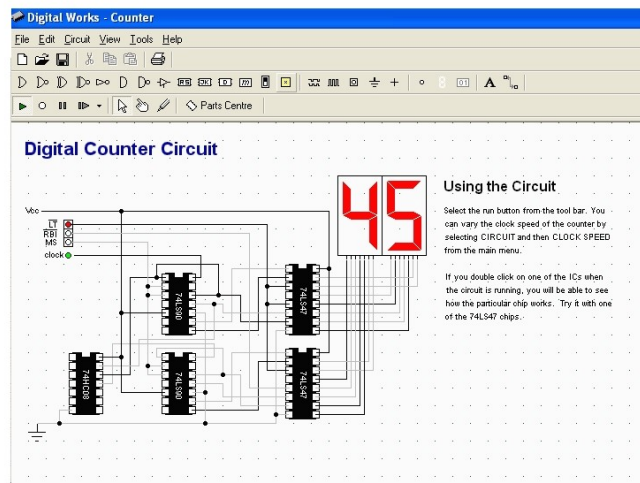 Digital Works - Counter
File Edit Circuit View Tools Help
RS JK D m 01 A
Parts Centre
Digital Counter Circuit
45
Using the Circuit
Select the run button from the tool bar. You
can vary the clock speed of the counter by
selecting CIRCUIT and then CLOCK SPEED
from the main menu.
If you double click on one of the ICs when
the circuit is running, you will be able to see
how the particular chip works. Try it with one
of the 74LS47 chips.
Vcc
LT
RBI
MS
clock
74LS90
74LS47
74HC08
74LS90
74LS47